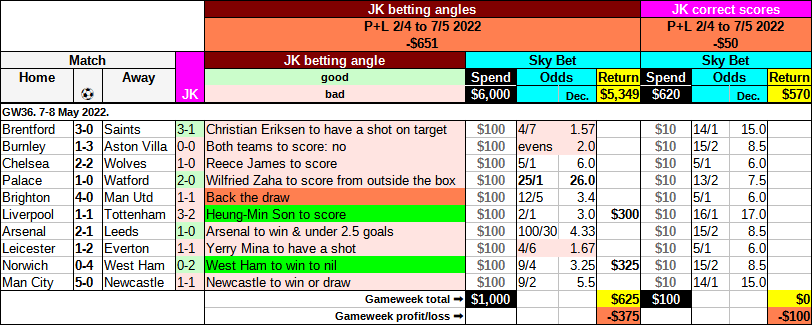 JK betting angles JK correct scores
P+L 2/4 to 7/5 2022 P+L 2/4 to 7/5 2022
-$651 -$50
Match JK betting angle Sky Bet Sky Bet
Home Away JK good Spend Odds Return Spend Odds Return
bad $6,000 Dec. $5,349 $620 Dec. $570
GW36. 7-8 May 2022.
Brentford 3-0 Saints 3-1 Christian Eriksen to have a shot on target $100 4/7 1.57 $10 14/1 15.0
Burnley 1-3 Aston Villa 0-0 Both teams to score: no $100 evens 2.0 $10 15/2 8.5
Chelsea 2-2 Wolves 1-0 Reece James to score $100 5/1 6.0 $10 5/1 6.0
Palace 1-0 Watford 2-0 Wilfried Zaha to score from outside the box $100 25/1 26.0 $10 13/2 7.5
Brighton 4-0 Man Utd 1-1 Back the draw $100 12/5 3.4 $10 5/1 6.0
Liverpool 1-1 Tottenham 3-2 Heung-Min Son to score $100 2/1 3.0 $300 $10 16/1 17.0
Arsenal 2-1 Leeds 1-0 Arsenal to win & under 2.5 goals $100 100/30 4.33 $10 15/2 8.5
Leicester 1-2 Everton 1-1 Yerry Mina to have a shot $100 4/6 1.67 $10 5/1 6.0
Norwich 0-4 West Ham 0-2 West Ham to win to nil $100 9/4 3.25 $325 $10 15/2 8.5
Man City 5-0 Newcastle 1-1 Newcastle to win or draw $100 9/2 5.5 $10 14/1 15.0
Gameweek total ➡ $1,000 $625 $100 $0
Gameweek profit/loss ➡ -$375 -$100